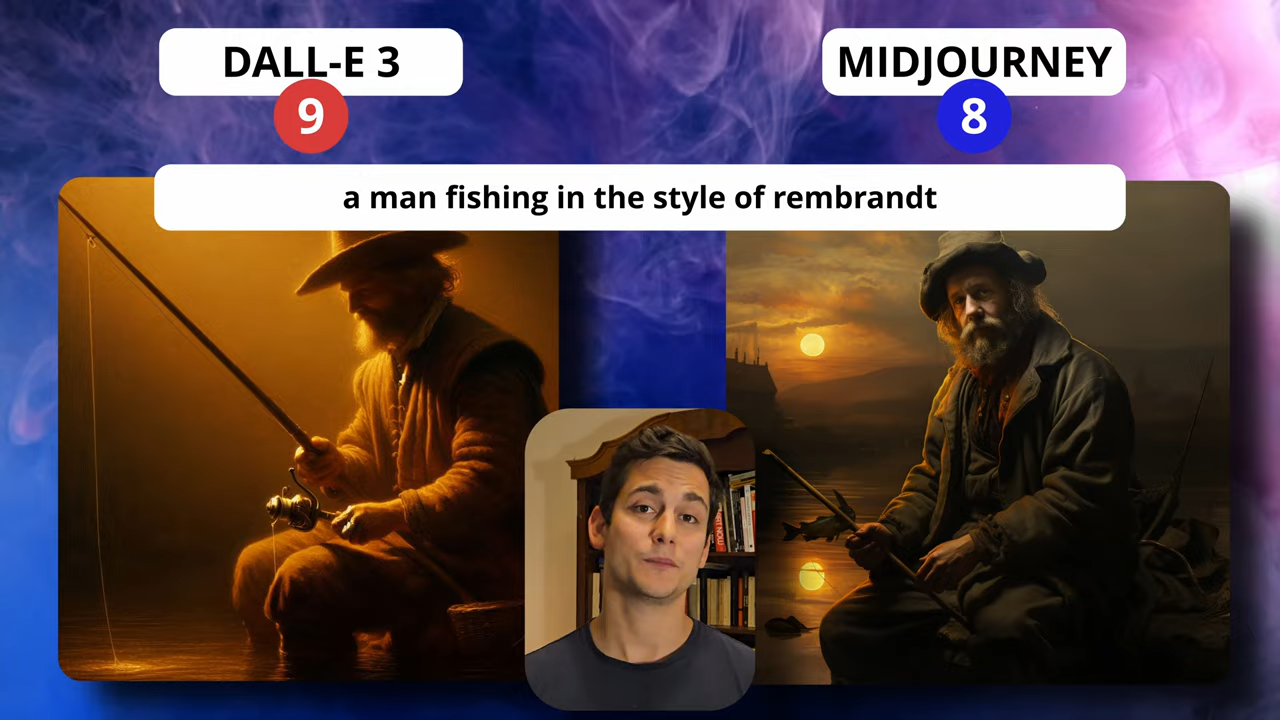 DALL-E 3
MIDJOURNEY
9
8
a man fishing in the style of rembrandt